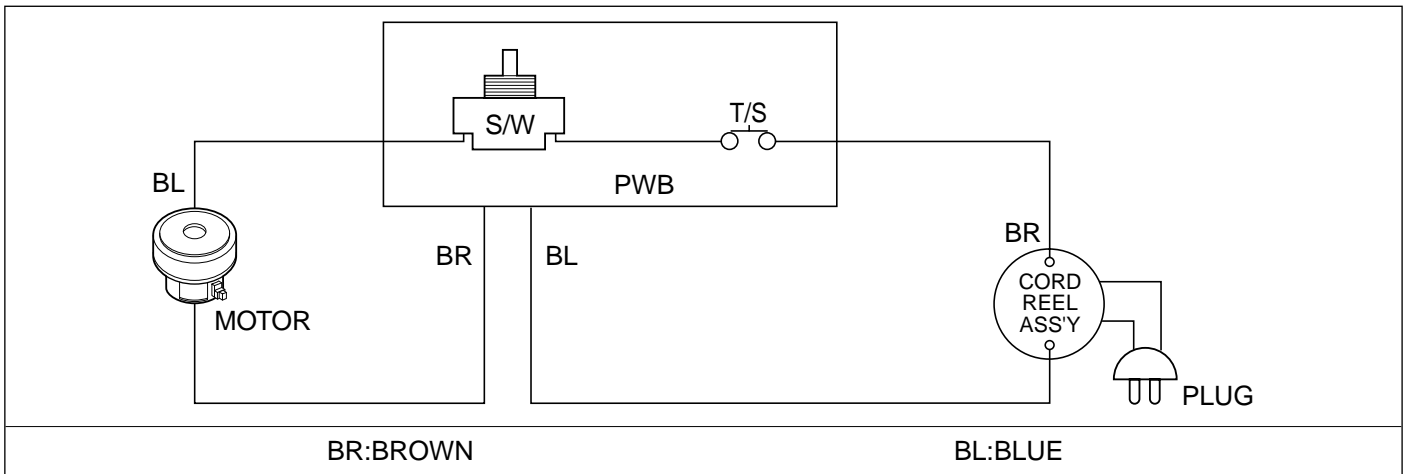 S/W
T/S
PWB
BL
MOTOR
BR
BL
BR
CORD
REEL
ASS'Y
PLUG
BR:BROWN
BL:BLUE